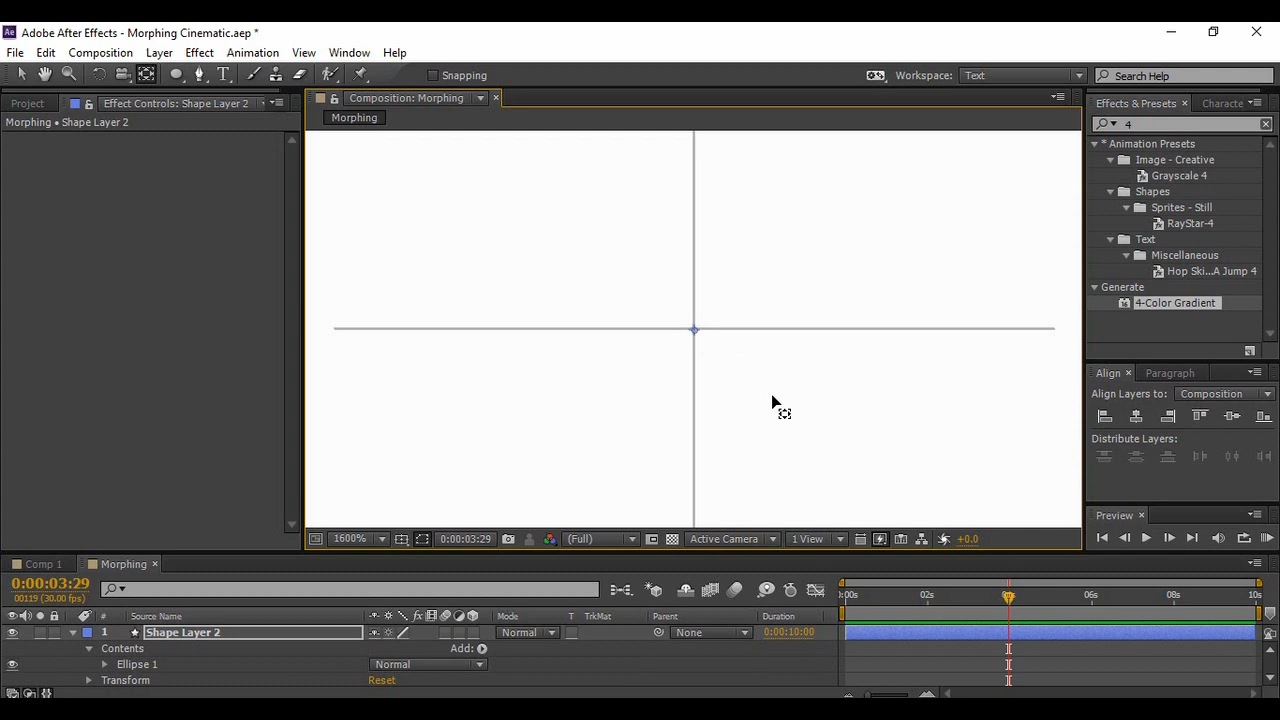 Ae Adobe After Effects - Morphing Cinematic.aep *
File Edit Composition Layer Effect Animation View Window Help
Snapping Workspace: Text Search Help
Project Effect Controls: Shape Layer 2 Composition: Morphing Effects & Presets Characte
Morphing • Shape Layer 2 Morphing 4
* Animation Presets
Image - Creative
Grayscale 4
Shapes
Sprites - Still
RayStar-4
Text
Miscellaneous
Hop Ski...A Jump 4
Generate
4-Color Gradient
Align Paragraph
Align Layers to: Composition
Distribute Layers:
Preview
1600% 0:00:03:29 (Full) Active Camera 1 View +0.0
Comp 1 Morphing
0:00:03:29
00119 (30.00 fps)
:00s 02s 04s 06s 08s 10s
# Source Name Mode T TrkMat Parent Duration
1 Shape Layer 2 Normal None 0:00:10:00
Contents Add:
Ellipse 1 Normal
Transform Reset